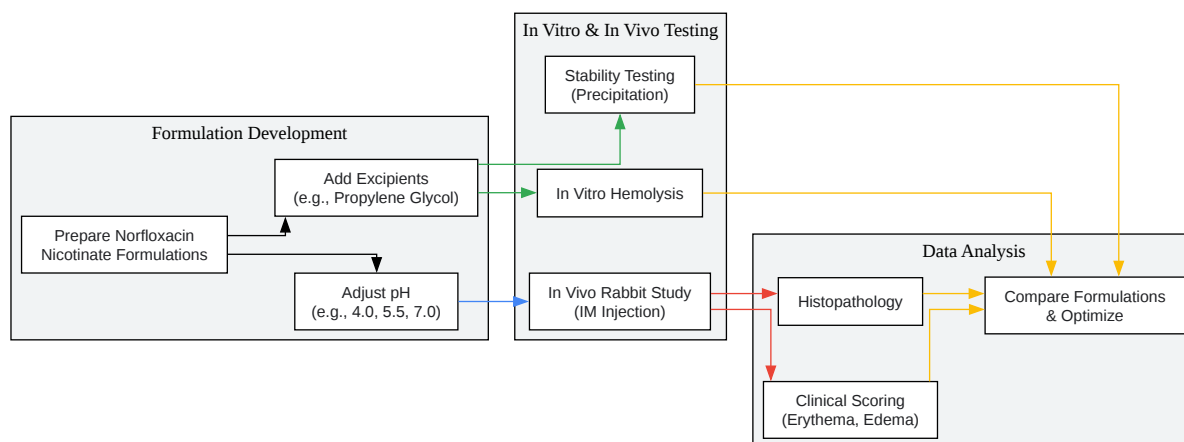 Formulation Development
Prepare Norfloxacin
Nicotinate Formulations
Add Excipients
(e.g., Propylene Glycol)
Adjust pH
(e.g., 4.0, 5.5, 7.0)
In Vitro & In Vivo Testing
Stability Testing
(Precipitation)
In Vitro Hemolysis
In Vivo Rabbit Study
(IM Injection)
Data Analysis
Histopathology
Clinical Scoring
(Erythema, Edema)
Compare Formulations
& Optimize